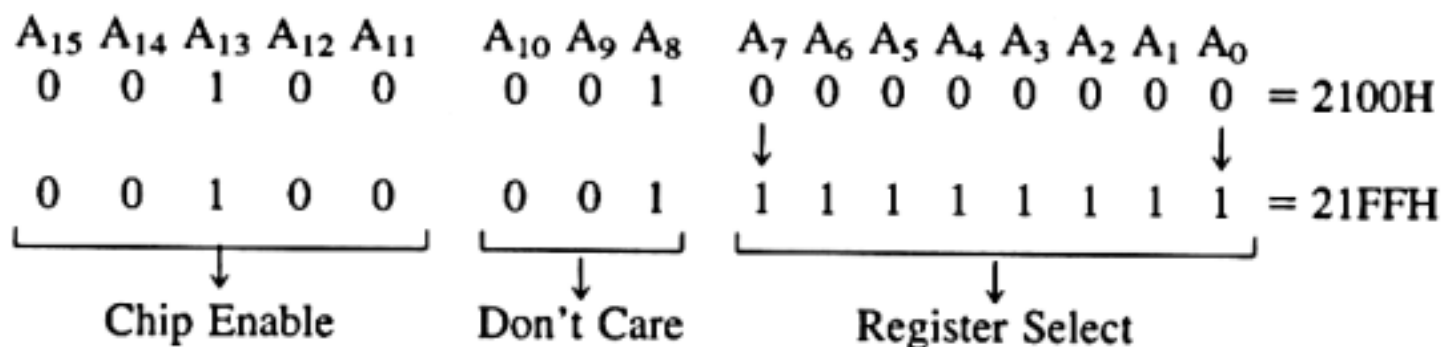 A₁₅ A₁₄ A₁₃ A₁₂ A₁₁ A₁₀ A₉ A₈ A₇ A₆ A₅ A₄ A₃ A₂ A₁ A₀
0 0 1 0 0 0 0 1 0 0 0 0 0 0 0 0 = 2100H
0 0 1 0 0 0 0 1 1 1 1 1 1 1 1 1 = 21FFH
Chip Enable Don't Care Register Select